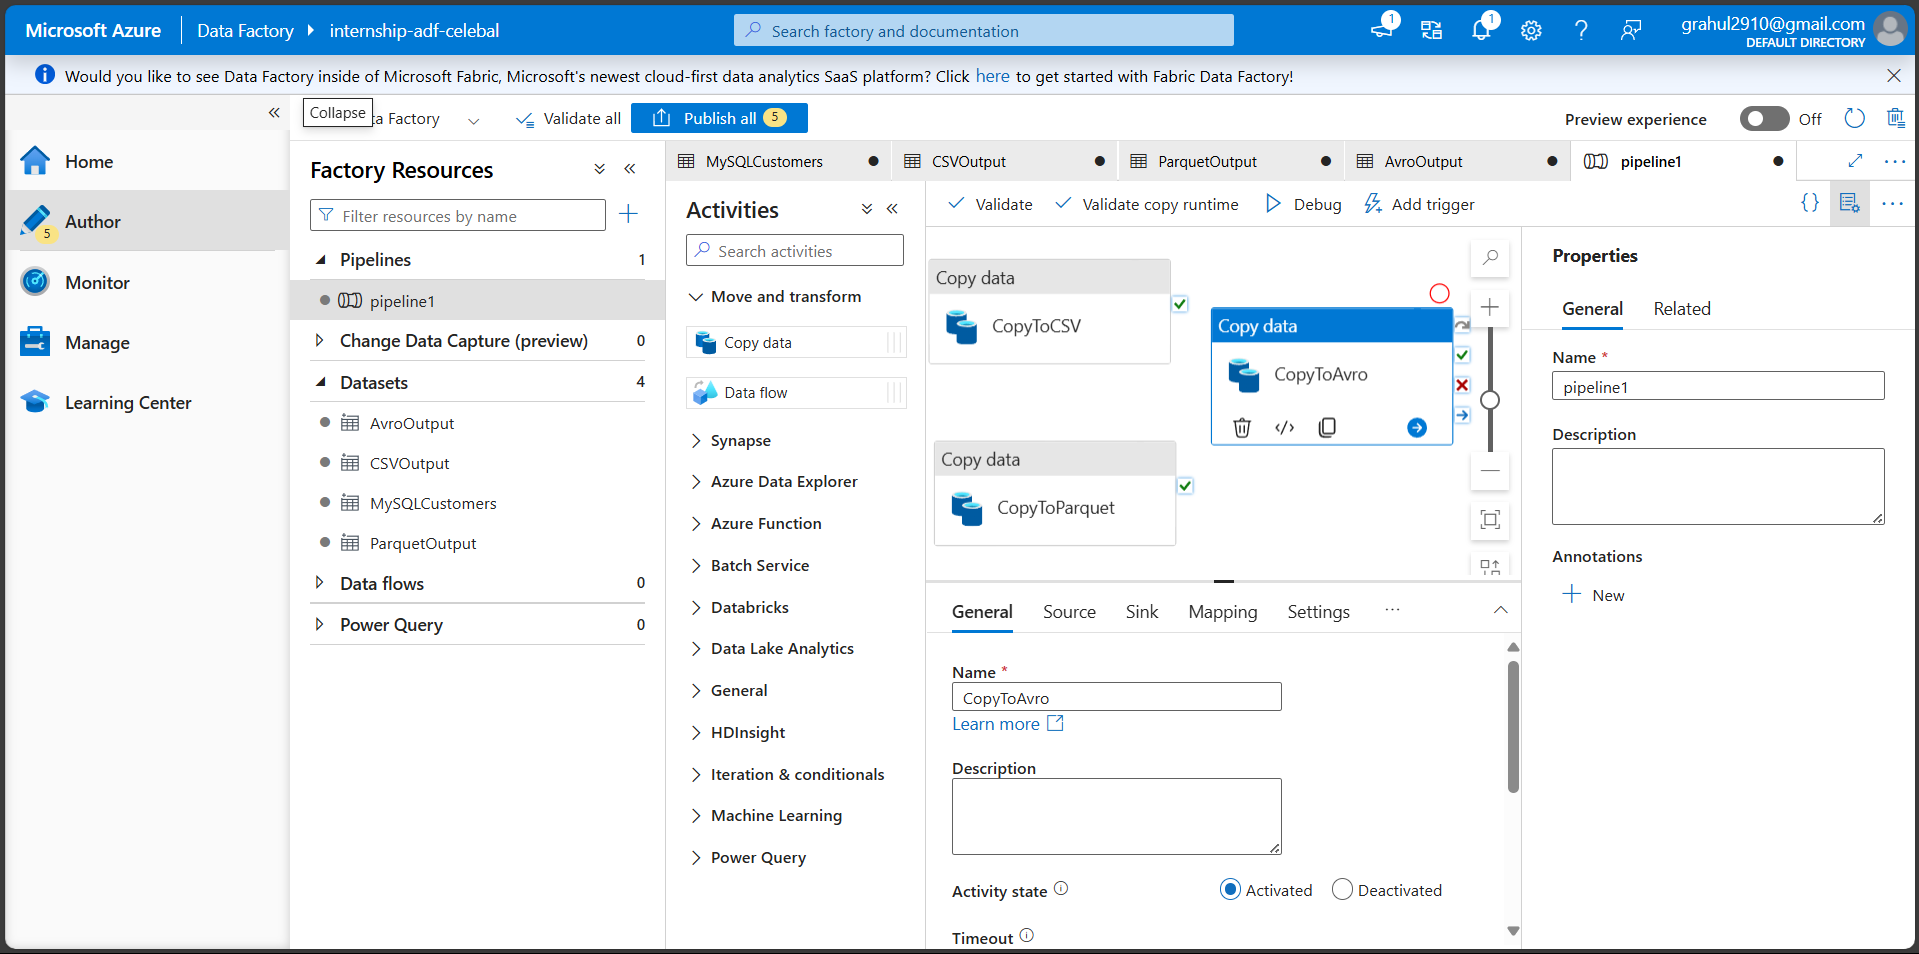 Microsoft Azure
Data Factory
internship-adf-celebal
Search factory and documentation
1
1
grahul2910@gmail.com
DEFAULT DIRECTORY
Would you like to see Data Factory inside of Microsoft Fabric, Microsoft's newest cloud-first data analytics SaaS platform? Click here to get started with Fabric Data Factory!
Collapse
Factory
Validate all
Publish all 5
Preview experience
Off
Home
Author
5
Monitor
Manage
Learning Center
Factory Resources
Filter resources by name
Pipelines 1
pipeline1
Change Data Capture (preview) 0
Datasets 4
AvroOutput
CSVOutput
MySQLCustomers
ParquetOutput
Data flows 0
Power Query 0
MySQLCustomers
CSVOutput
ParquetOutput
AvroOutput
pipeline1
Activities
Search activities
Move and transform
Copy data
Data flow
Synapse
Azure Data Explorer
Azure Function
Batch Service
Databricks
Data Lake Analytics
General
HDInsight
Iteration & conditionals
Machine Learning
Power Query
Validate
Validate copy runtime
Debug
Add trigger
Copy data
CopyToCSV
Copy data
CopyToAvro
Copy data
CopyToParquet
General
Source
Sink
Mapping
Settings
Name *
CopyToAvro
Learn more
Description
Activity state
Activated
Deactivated
Timeout
Properties
General
Related
Name *
pipeline1
Description
Annotations
New